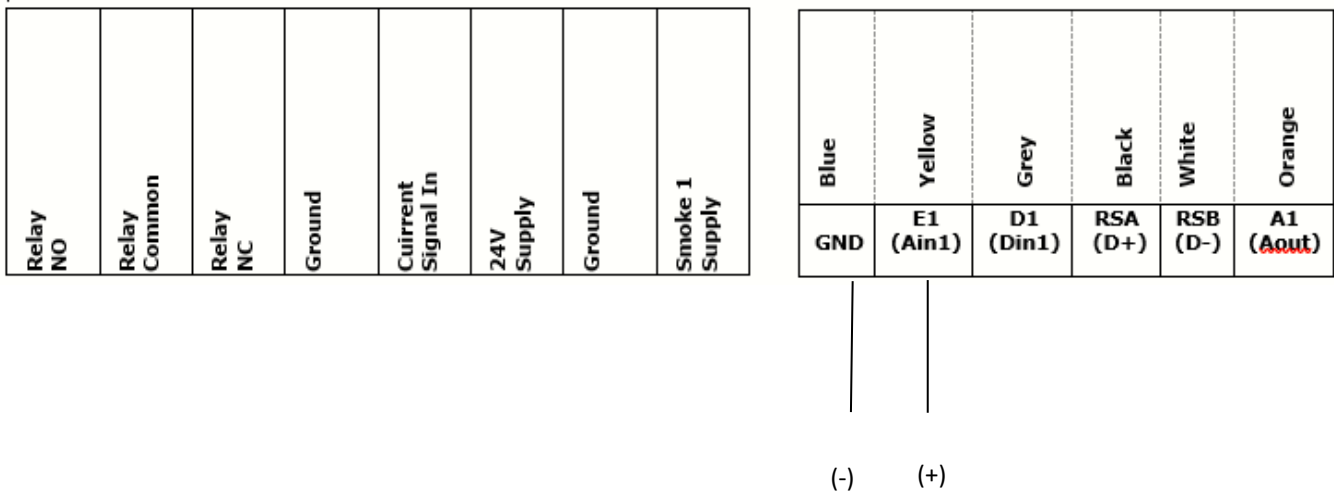 Relay
NO
Relay
Common
Relay
NC
Ground
Cuirrent
Signal In
24V
Supply
Ground
Smoke 1
Supply
Blue
Yellow
Grey
Black
White
Orange
GND
E1
(Ain1)
D1
(Din1)
RSA
(D+)
RSB
(D-)
A1
(Aout)
(-)
(+)